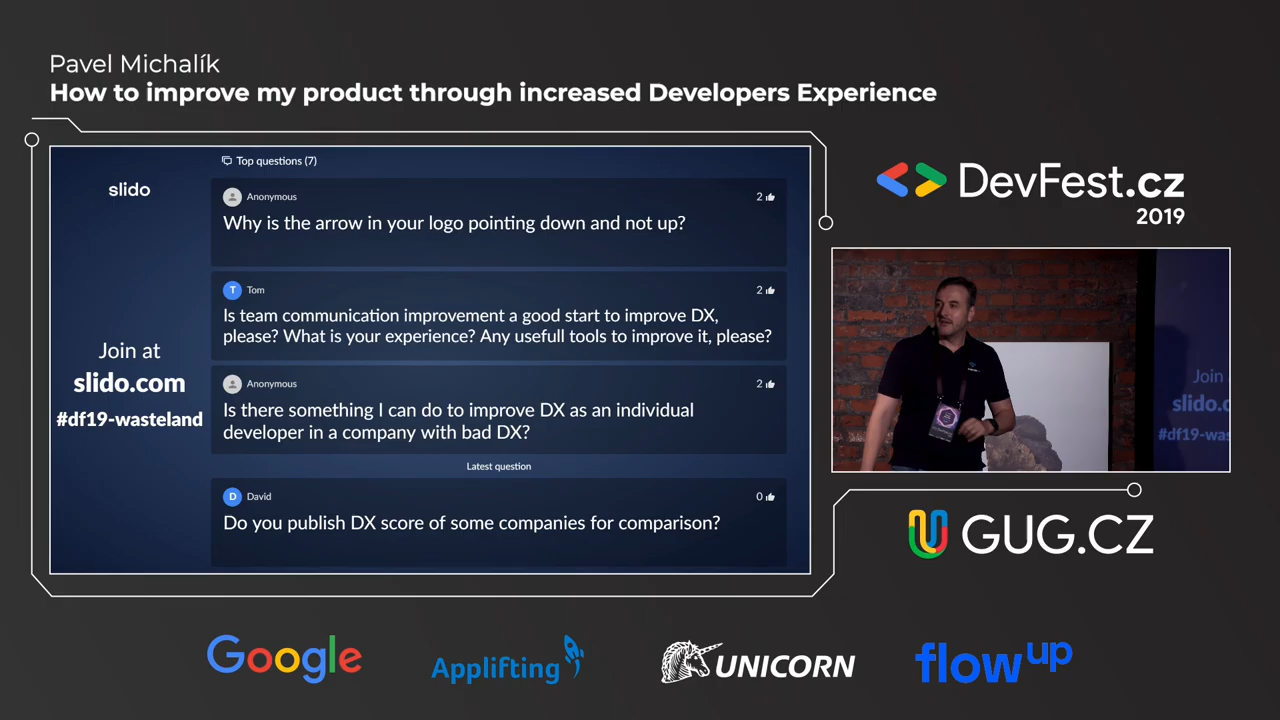 Pavel Michalík
How to improve my product through increased Developers Experience
slido
Join at
slido.com
#df19-wasteland
Top questions (7)
Anonymous
2
Why is the arrow in your logo pointing down and not up?
T
Tom
2
Is team communication improvement a good start to improve DX,
please? What is your experience? Any usefull tools to improve it, please?
Anonymous
2
Is there something I can do to improve DX as an individual
developer in a company with bad DX?
Latest question
D
David
0
Do you publish DX score of some companies for comparison?
DevFest.cz
2019
Join
slido.c
#df19-was
GUG.CZ
Google
Applifting
UNICORN
flowup